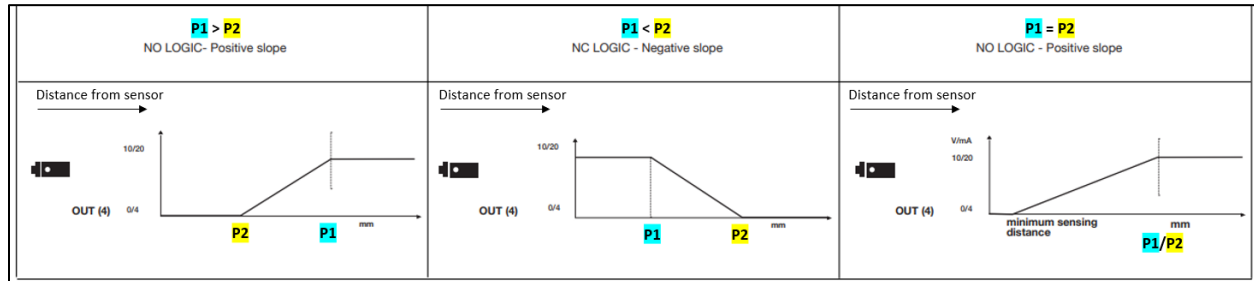 P1 > P2
NO LOGIC- Positive slope
P1 < P2
NC LOGIC - Negative slope
P1 = P2
NO LOGIC - Positive slope
Distance from sensor
10/20
OUT (4)
0/4
P2
P1
mm
Distance from sensor
10/20
OUT (4)
0/4
P1
P2
mm
Distance from sensor
V/mA
10/20
OUT (4)
0/4
minimum sensing
distance
mm
P1/P2